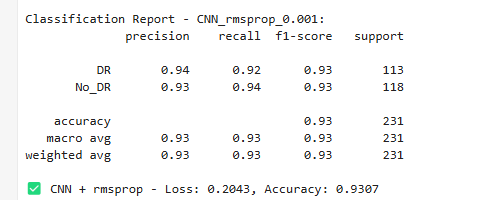 Classification Report - CNN_rmsprop_0.001:
precision recall f1-score support
DR 0.94 0.92 0.93 113
No_DR 0.93 0.94 0.93 118
accuracy 0.93 231
macro avg 0.93 0.93 0.93 231
weighted avg 0.93 0.93 0.93 231
✅ CNN + rmsprop - Loss: 0.2043, Accuracy: 0.9307